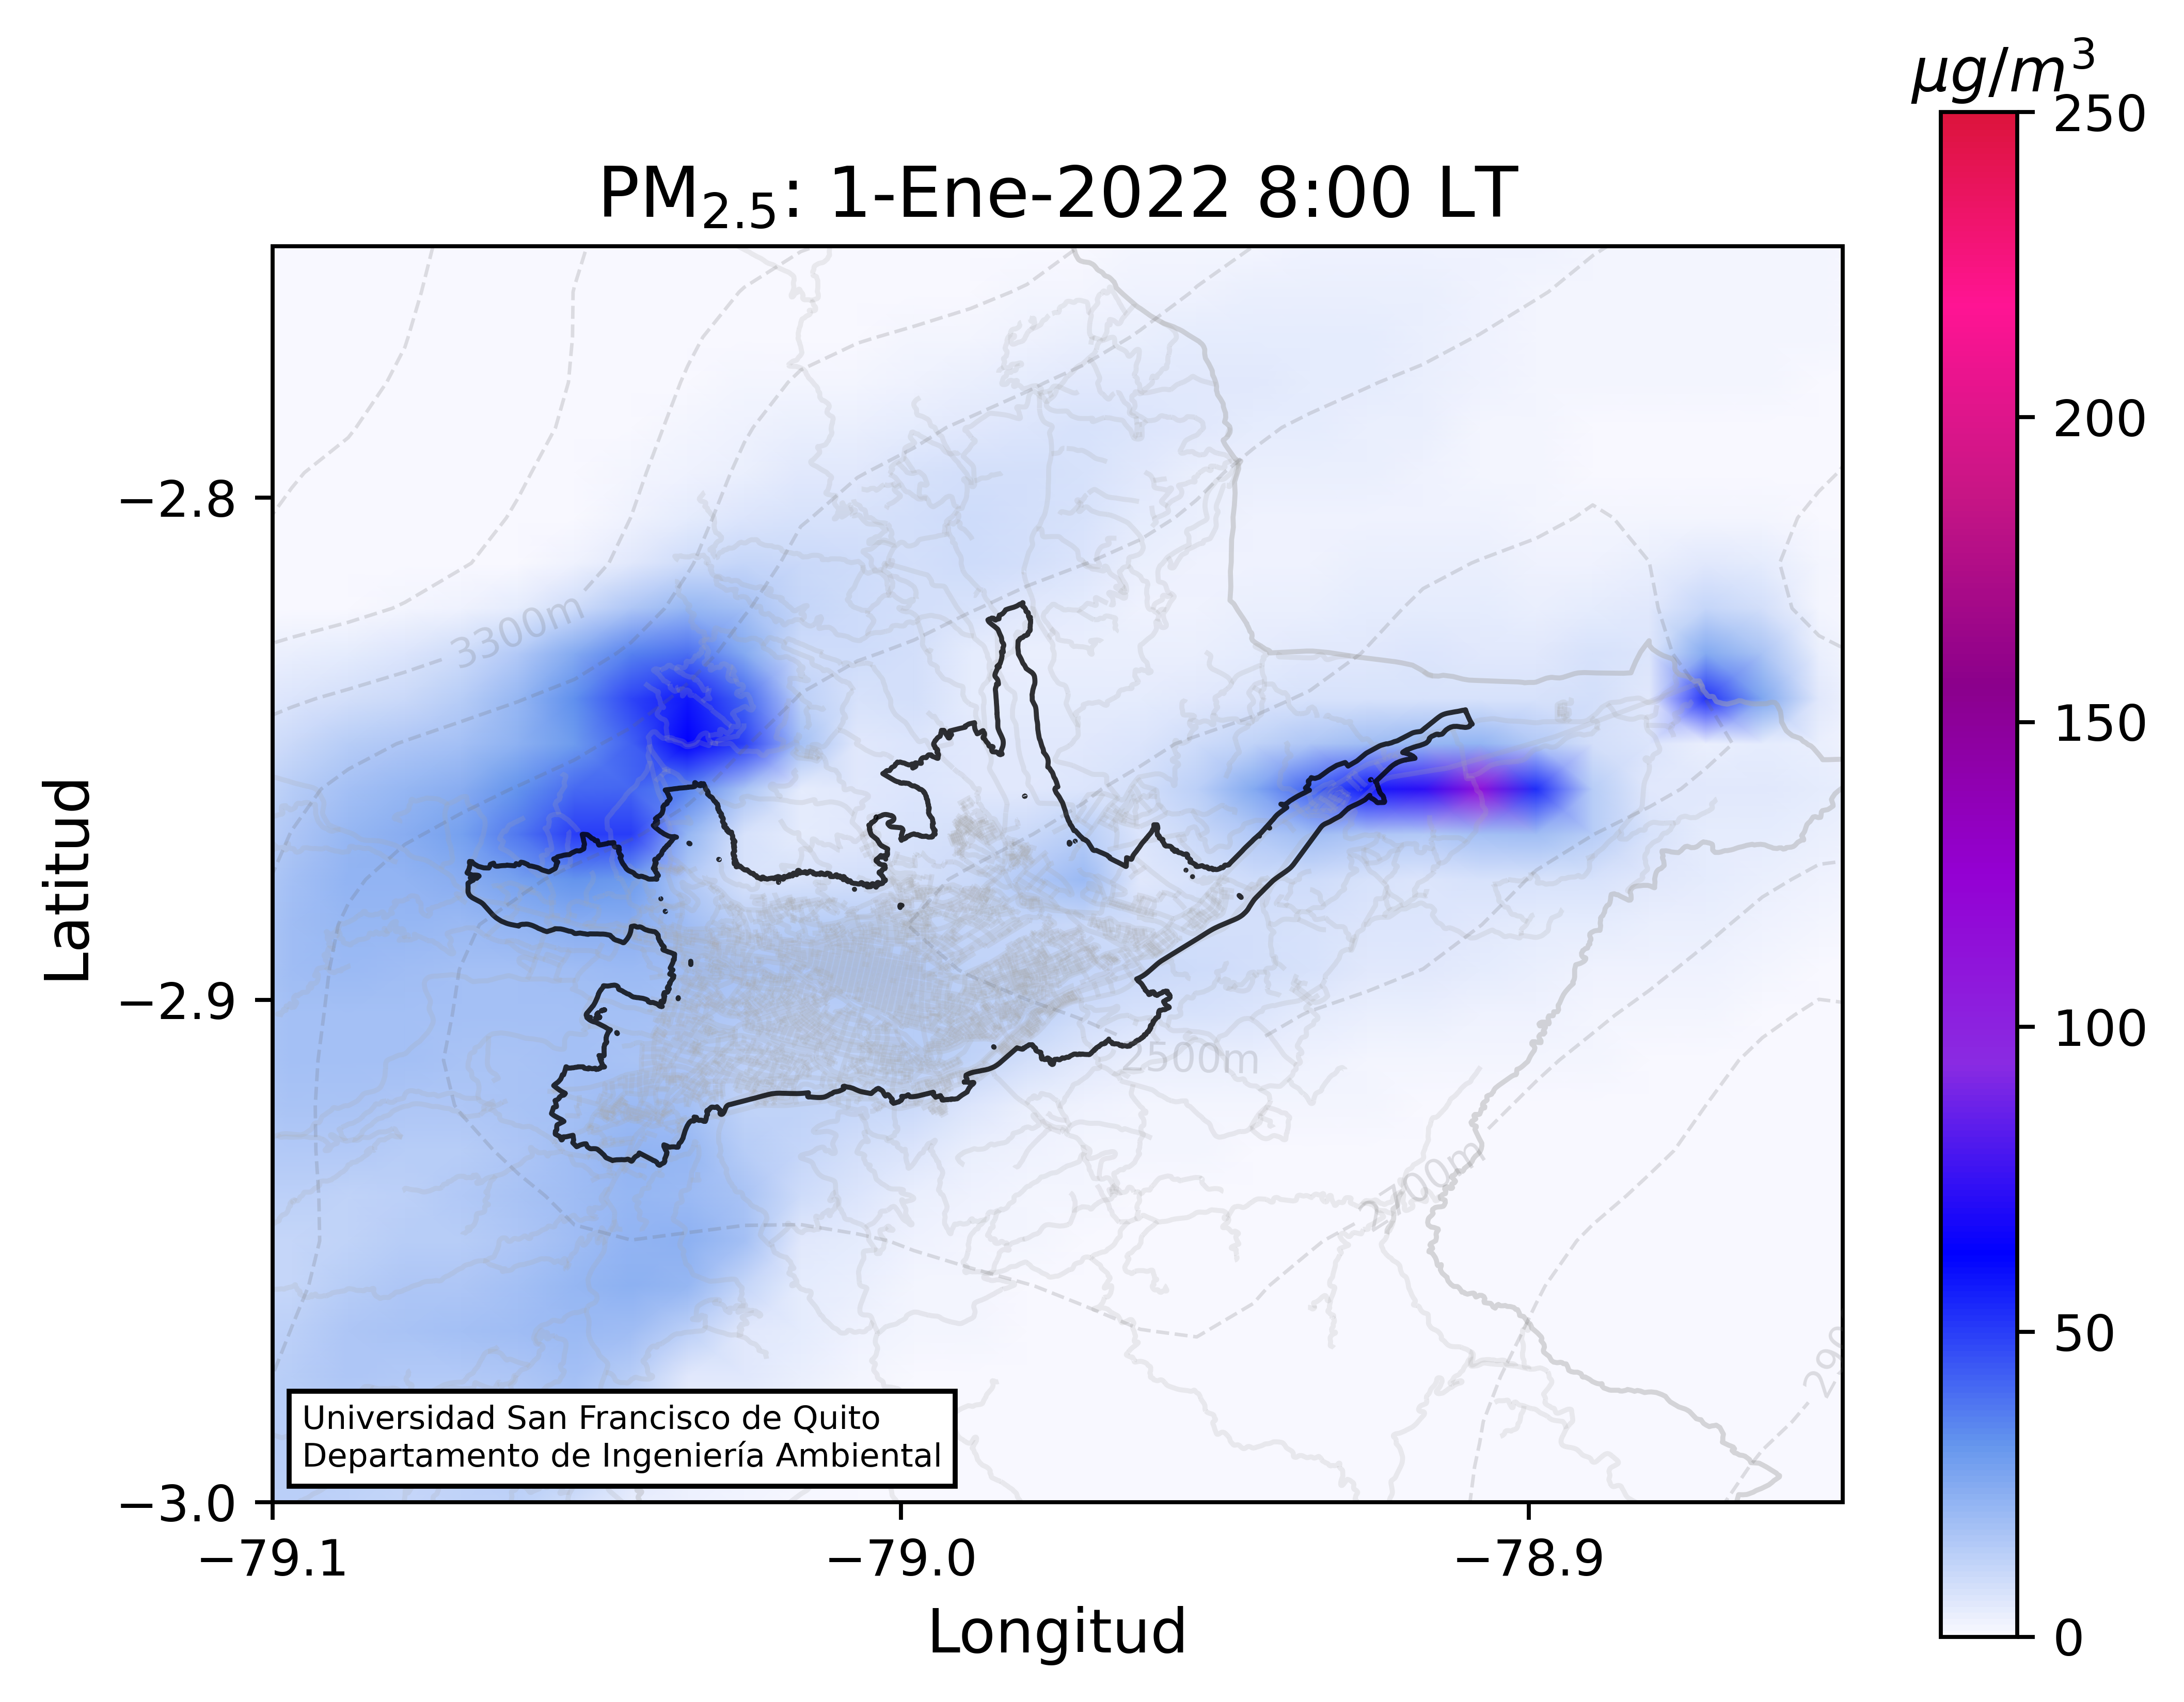 μg/m³
PM₂.₅: 1-Ene-2022 8:00 LT
250
200
150
100
50
0
Latitud
−2.8
−2.9
−3.0
3300m
2500m
2700m
Universidad San Francisco de Quito
Departamento de Ingeniería Ambiental
−79.1
−79.0
−78.9
Longitud